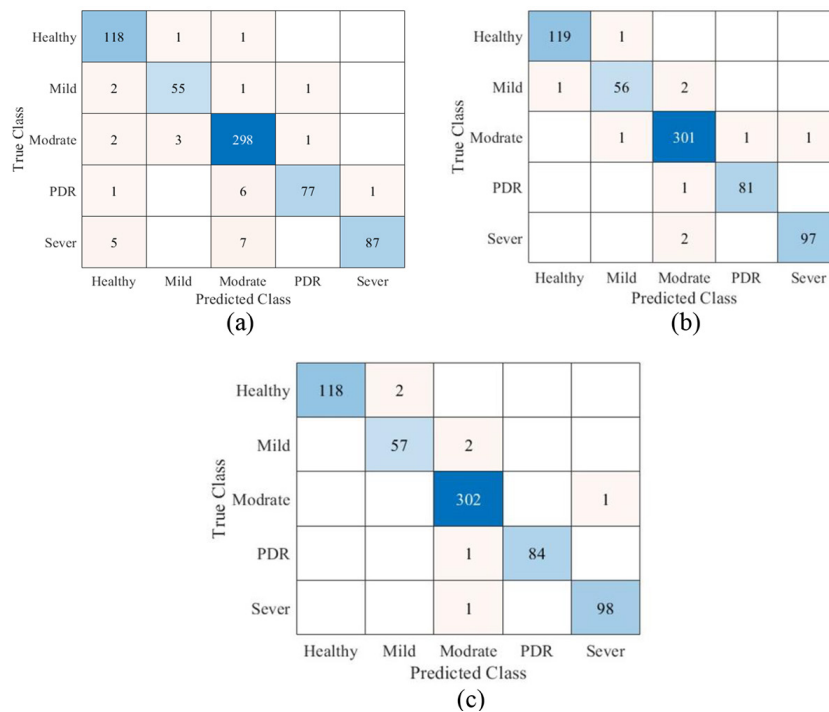 Healthy 118 1 1
Mild 2 55 1 1
Modrate 2 3 298 1
PDR 1 6 77 1
Sever 5 7 87
True Class
Healthy Mild Modrate PDR Sever
Predicted Class
(a)
Healthy 119 1
Mild 1 56 2
Modrate 1 301 1 1
PDR 1 81
Sever 2 97
True Class
Healthy Mild Modrate PDR Sever
Predicted Class
(b)
Healthy 118 2
Mild 57 2
Modrate 302 1
PDR 1 84
Sever 1 98
True Class
Healthy Mild Modrate PDR Sever
Predicted Class
(c)